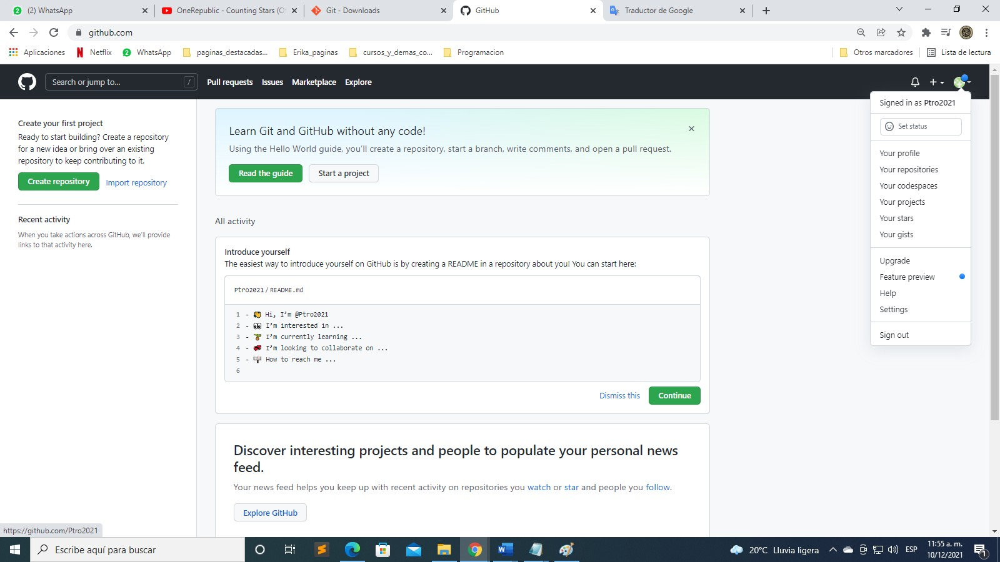 (2) WhatsApp
OneRepublic - Counting Stars (O
Git - Downloads
GitHub
Traductor de Google
github.com
Aplicaciones
Netflix
WhatsApp
paginas_destacadas...
Erika_paginas
cursos_y_demas_co...
Programacion
Otros marcadores
Lista de lectura
Search or jump to...
/
Pull requests
Issues
Marketplace
Explore
Signed in as Ptro2021
Set status
Your profile
Your repositories
Your codespaces
Your projects
Your stars
Your gists
Upgrade
Feature preview
Help
Settings
Sign out
Create your first project
Ready to start building? Create a repository
for a new idea or bring over an existing
repository to keep contributing to it.
Create repository
Import repository
Recent activity
When you take actions across GitHub, we'll provide
links to that activity here.
Learn Git and GitHub without any code!
Using the Hello World guide, you'll create a repository, start a branch, write comments, and open a pull request.
Read the guide
Start a project
All activity
Introduce yourself
The easiest way to introduce yourself on GitHub is by creating a README in a repository about you! You can start here:
Ptro2021 / README.md
1 - 👋 Hi, I'm @Ptro2021
2 - 👀 I'm interested in ...
3 - 🌱 I'm currently learning ...
4 - 💞️ I'm looking to collaborate on ...
5 - 📫 How to reach me ...
6
Dismiss this
Continue
Discover interesting projects and people to populate your personal news
feed.
Your news feed helps you keep up with recent activity on repositories you watch or star and people you follow.
Explore GitHub
https://github.com/Ptro2021
Escribe aquí para buscar
20°C Lluvia ligera
ESP
11:55 a. m.
10/12/2021
1